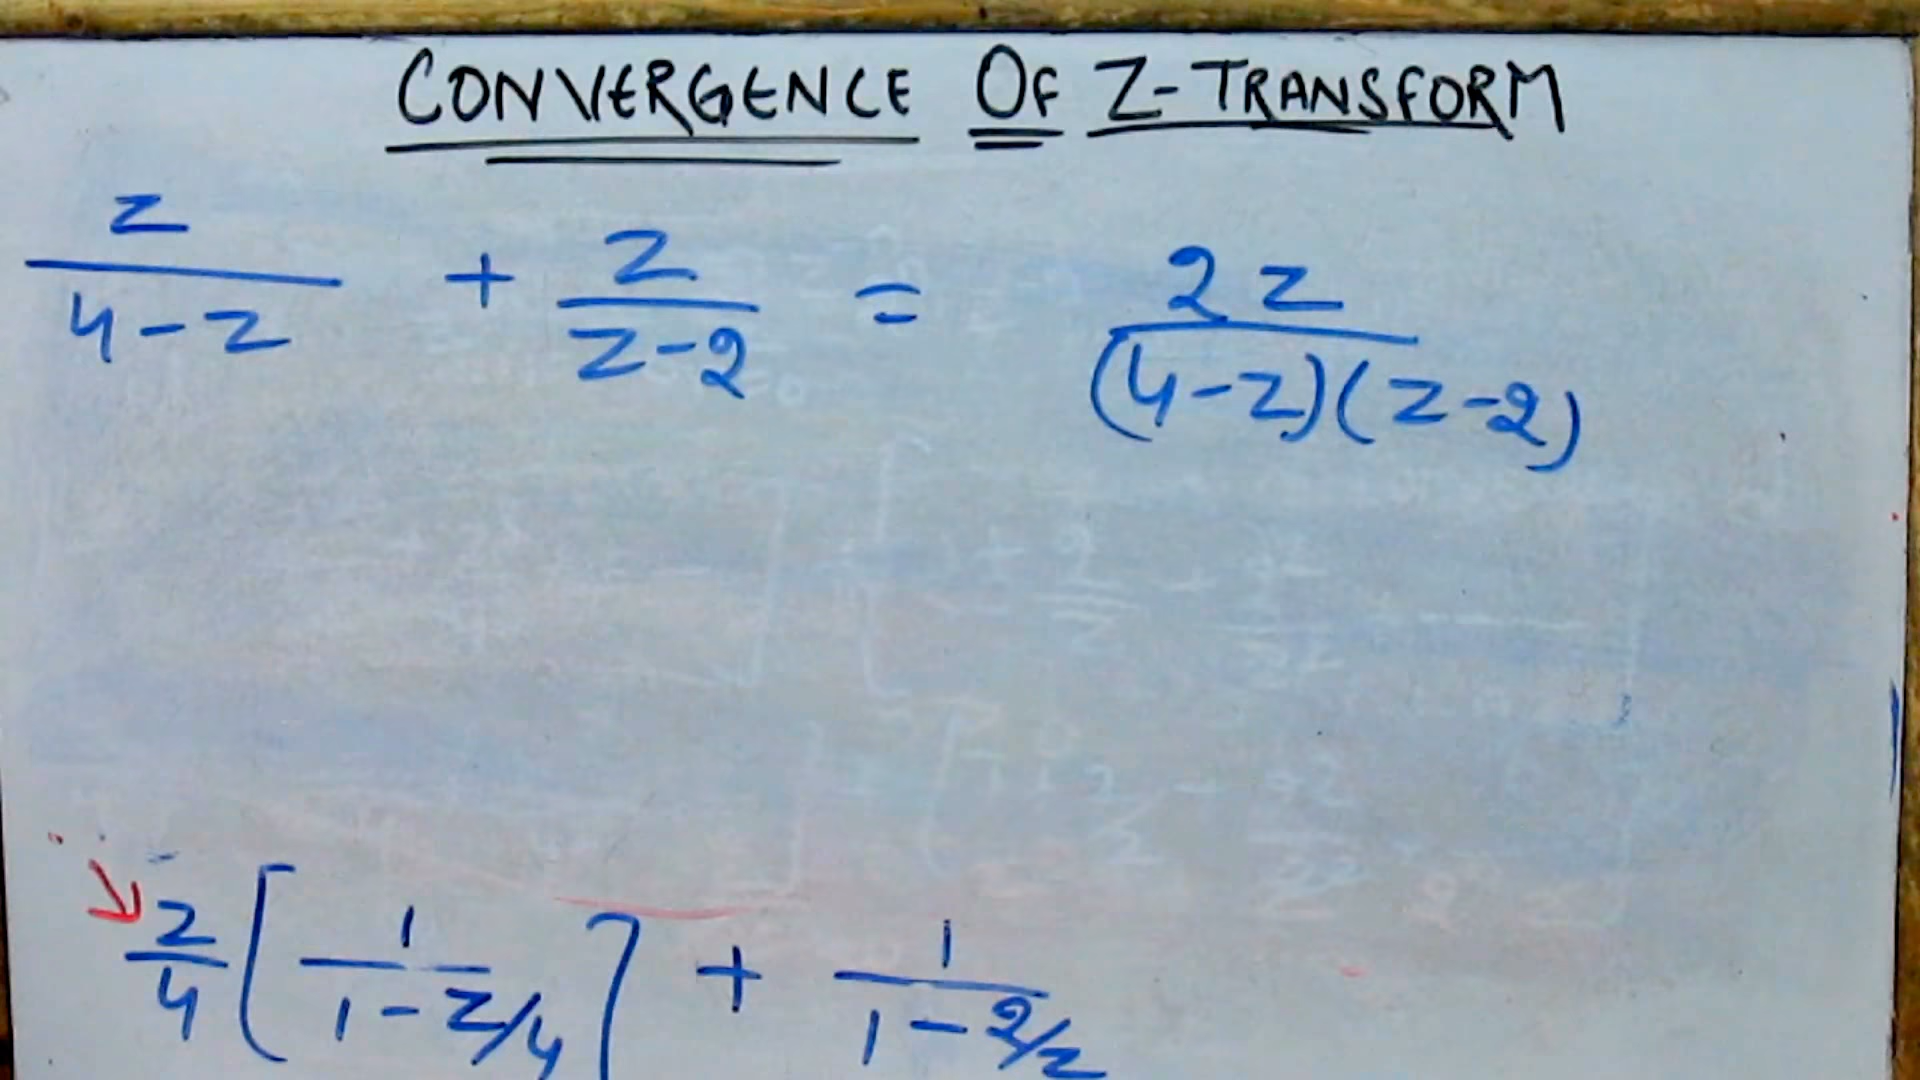 CONVERGENCE OF Z-TRANSFORM
z/(4-z) + z/(z-2) = 2z/((4-z)(z-2))
z/4 [1/(1-z/4)] + 1/(1-2/z)